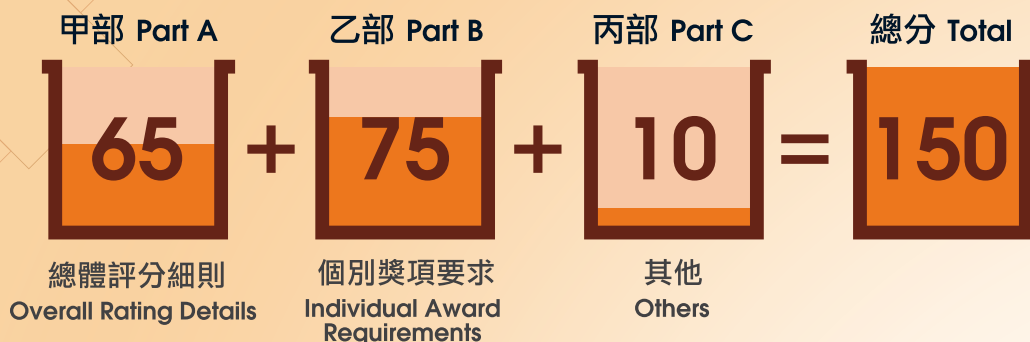 甲部 Part A
乙部 Part B
丙部 Part C
總分 Total
65 + 75 + 10 = 150
總體評分細則
Overall Rating Details
個別獎項要求
Individual Award
Requirements
其他
Others